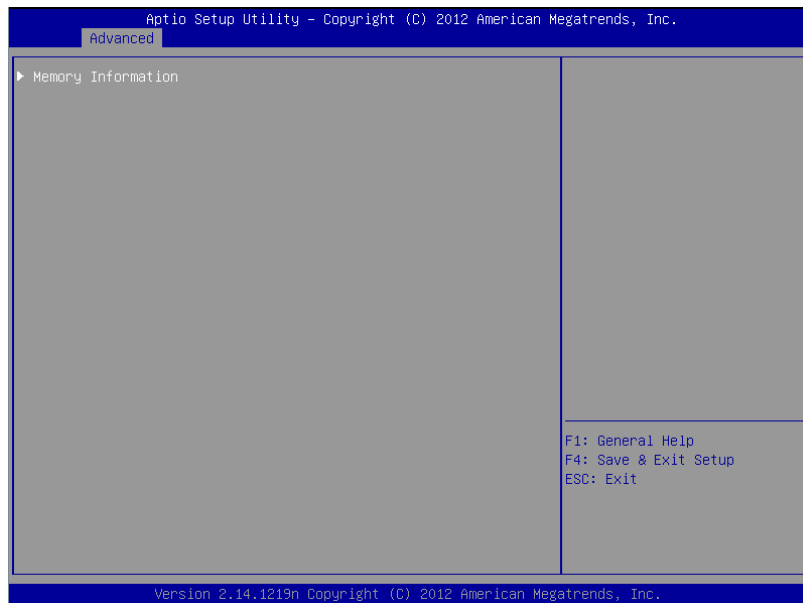 Aptio Setup Utility – Copyright (C) 2012 American Megatrends, Inc.
Advanced
Memory Information
F1: General Help
F4: Save & Exit Setup
ESC: Exit
Version 2.14.1219n Copyright (C) 2012 American Megatrends, Inc.